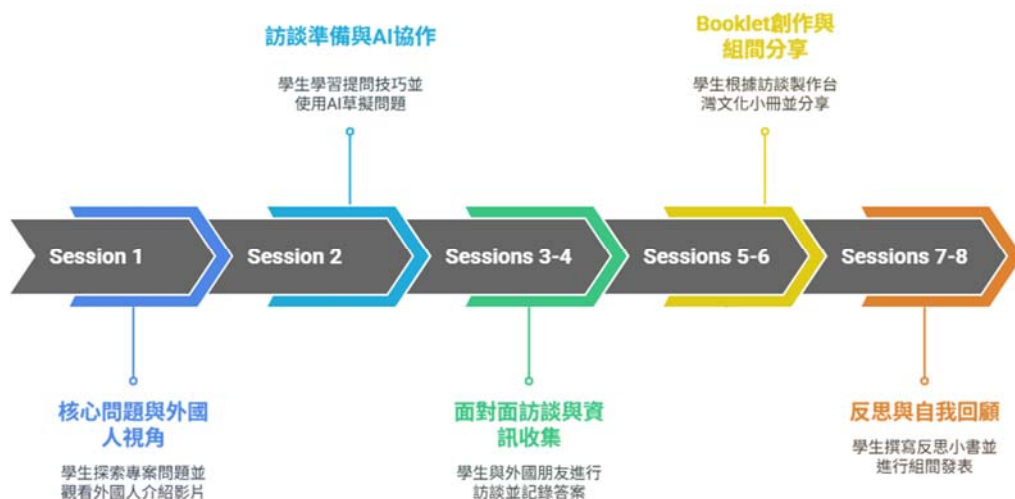 訪談準備與AI協作
學生學習提問技巧並
使用AI草擬問題
Booklet創作與
組間分享
學生根據訪談製作台
灣文化小冊並分享
Session 1
Session 2
Sessions 3-4
Sessions 5-6
Sessions 7-8
核心問題與外國
人視角
學生探索專案問題並
觀看外國人介紹影片
面對面訪談與資
訊收集
學生與外國朋友進行
訪談並記錄答案
反思與自我回顧
學生撰寫反思小書並
進行組間發表